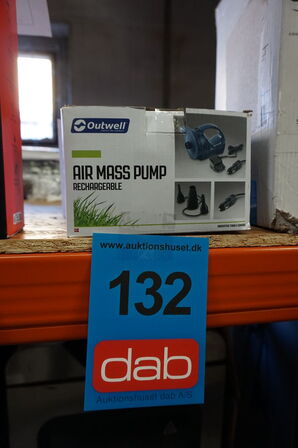 Outwell
AIR MASS PUMP
RECHARGEABLE
www.auktionshuset.dk
132
dab
Auktionshuset dab A/S